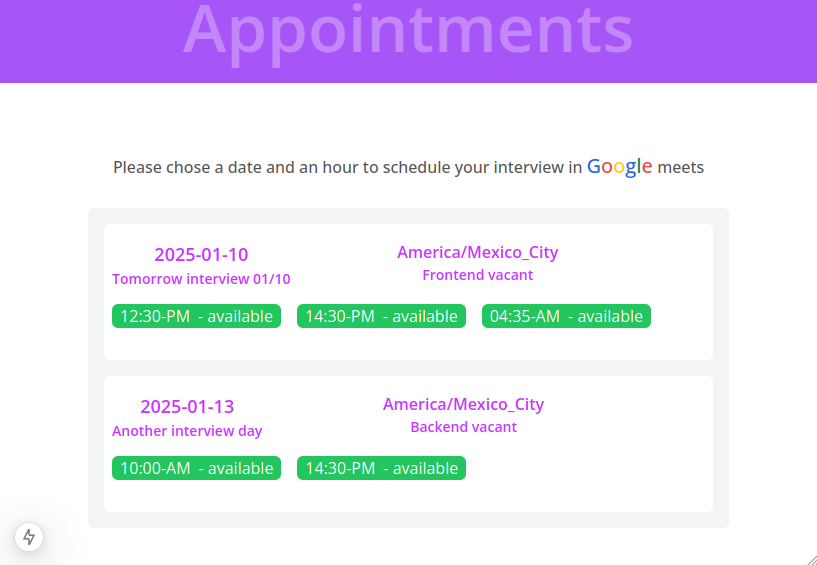 Appointments
Please chose a date and an hour to schedule your interview in Google meets
2025-01-10
America/Mexico_City
Tomorrow interview 01/10
Frontend vacant
12:30-PM - available
14:30-PM - available
04:35-AM - available
2025-01-13
America/Mexico_City
Another interview day
Backend vacant
10:00-AM - available
14:30-PM - available